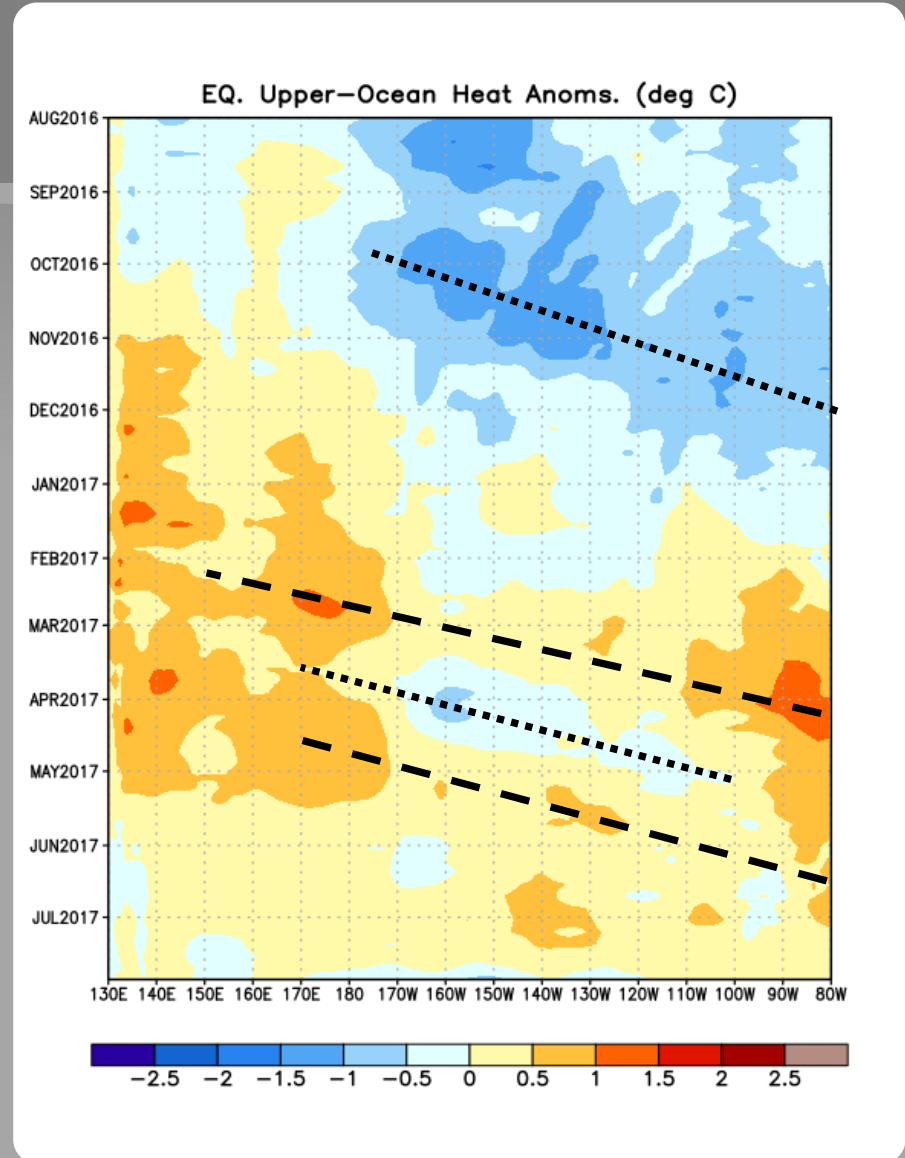 EQ. Upper-Ocean Heat Anoms. (deg C)
AUG2016
SEP2016
OCT2016
NOV2016
DEC2016
JAN2017
FEB2017
MAR2017
APR2017
MAY2017
JUN2017
JUL2017
130E 140E 150E 160E 170E 180 170W 160W 150W 140W 130W 120W 110W 100W 90W 80W
-2.5 -2 -1.5 -1 -0.5 0 0.5 1 1.5 2 2.5